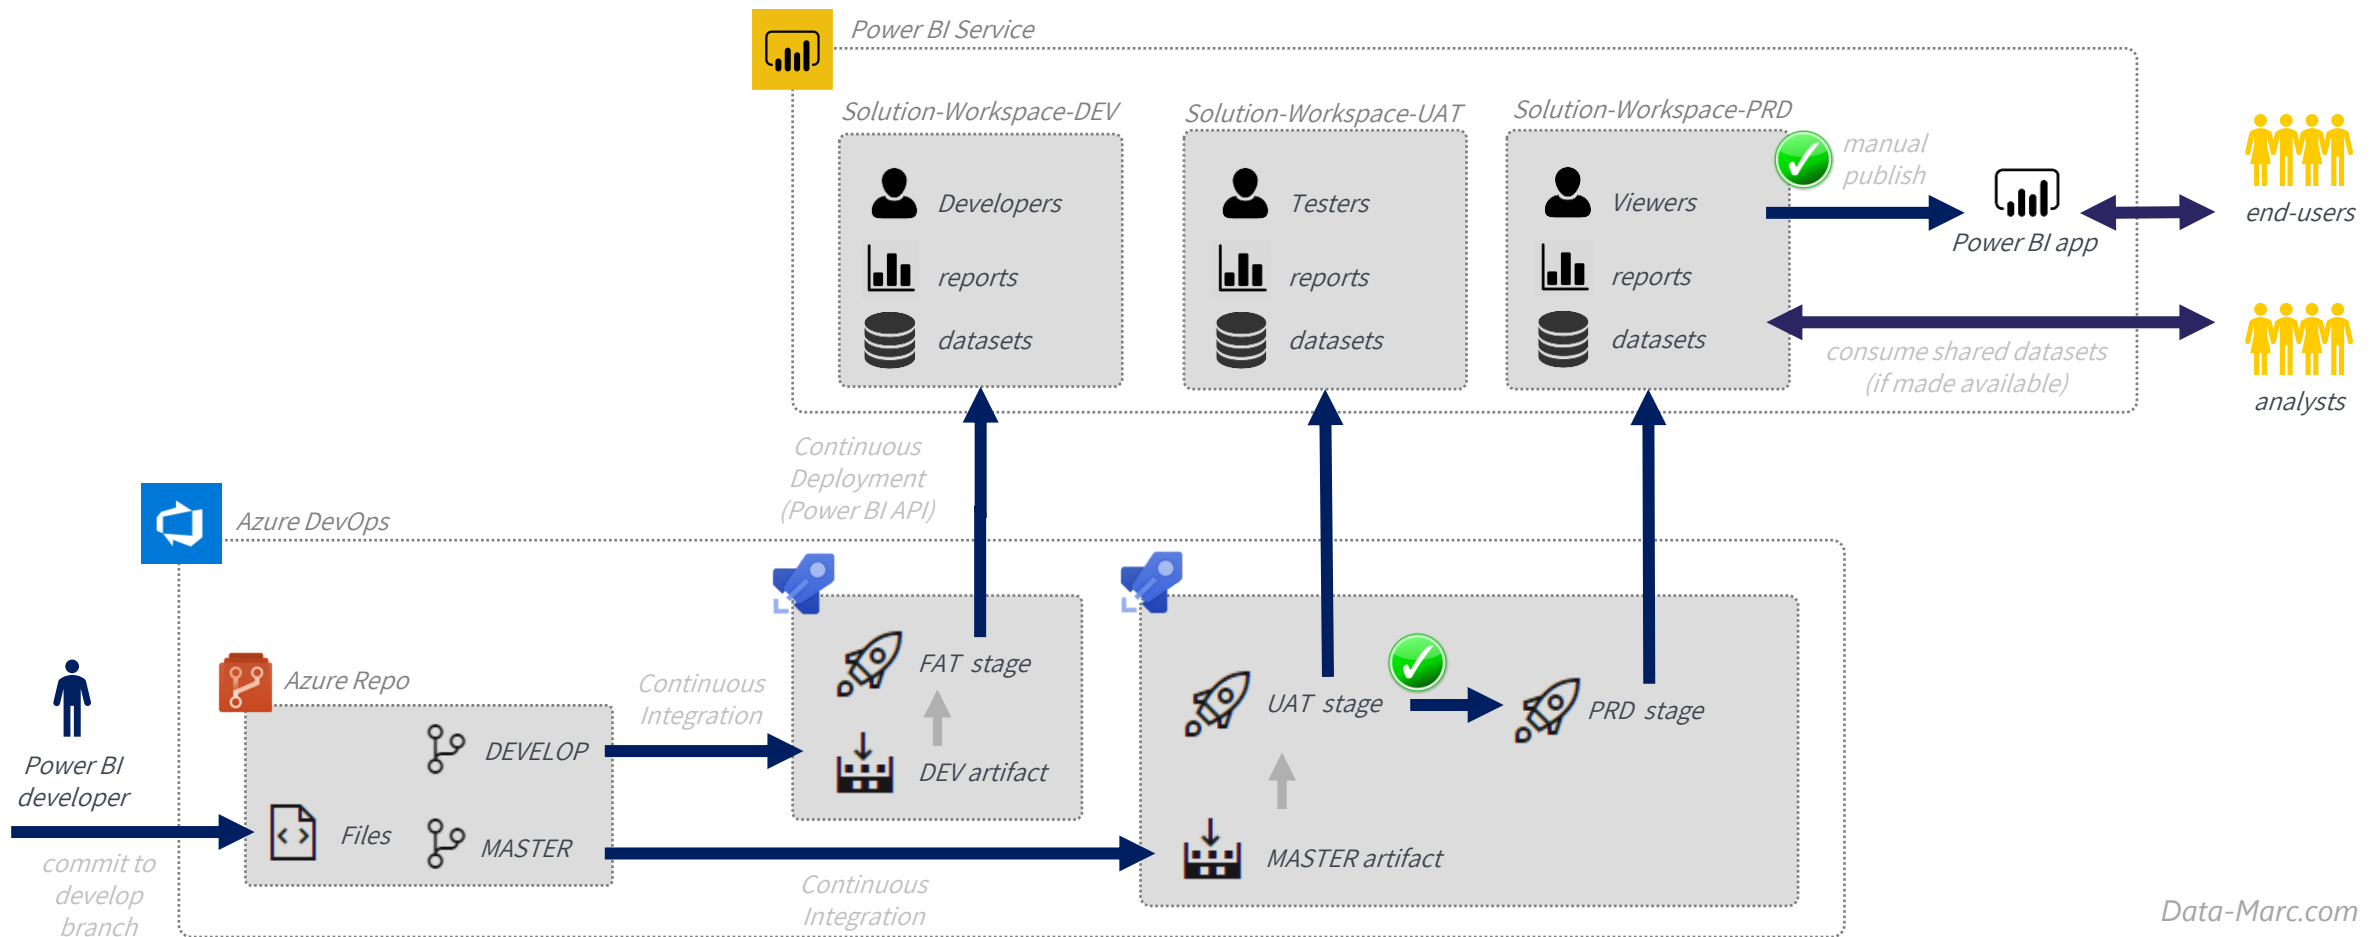 Power BI Service
Solution-Workspace-DEV
Solution-Workspace-UAT
Solution-Workspace-PRD
Developers
reports
datasets
Testers
reports
datasets
Viewers
reports
datasets
manual
publish
Power BI app
end-users
consume shared datasets
(if made available)
analysts
Continuous
Deployment
(Power BI API)
Azure DevOps
Power BI
developer
commit to
develop
branch
Azure Repo
Files
DEVELOP
MASTER
Continuous
Integration
FAT stage
DEV artifact
Continuous
Integration
UAT stage
PRD stage
MASTER artifact
Data-Marc.com